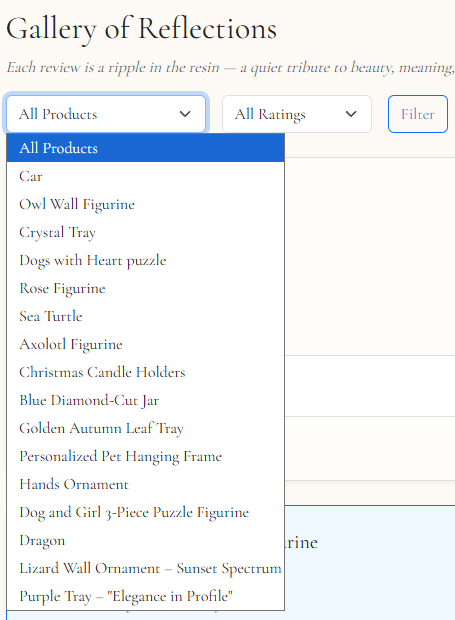 Gallery of Reflections
Each review is a ripple in the resin — a quiet tribute to beauty, meaning,
All Products All Ratings Filter
All Products
Car
Owl Wall Figurine
Crystal Tray
Dogs with Heart puzzle
Rose Figurine
Sea Turtle
Axolotl Figurine
Christmas Candle Holders
Blue Diamond-Cut Jar
Golden Autumn Leaf Tray
Personalized Pet Hanging Frame
Hands Ornament
Dog and Girl 3-Piece Puzzle Figurine
Dragon
Lizard Wall Ornament – Sunset Spectrum
Purple Tray – "Elegance in Profile"